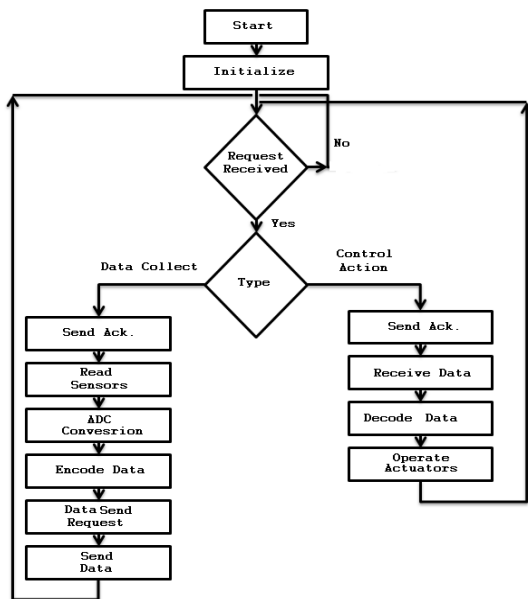 Start
Initialize
Request
Received
No
Yes
Type
Data Collect
Control
Action
Send Ack.
Read
Sensors
ADC
Convesrion
Encode Data
Data Send
Request
Send
Data
Send Ack.
Receive Data
Decode Data
Operate
Actuators